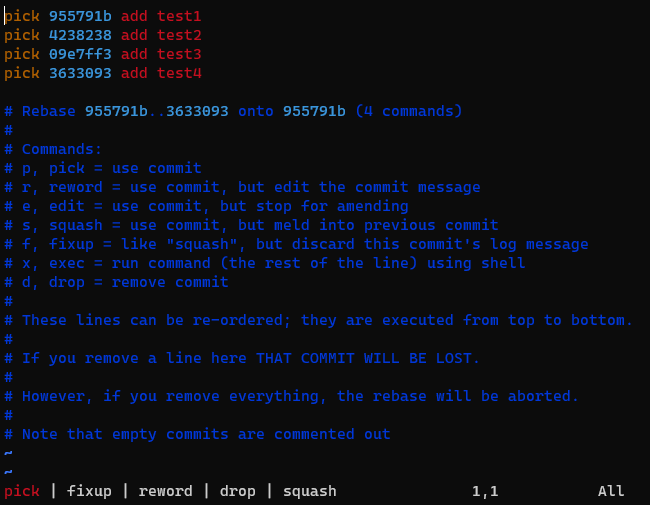 pick 955791b add test1
pick 4238238 add test2
pick 09e7ff3 add test3
pick 3633093 add test4
# Rebase 955791b..3633093 onto 955791b (4 commands)
#
# Commands:
# p, pick = use commit
# r, reword = use commit, but edit the commit message
# e, edit = use commit, but stop for amending
# s, squash = use commit, but meld into previous commit
# f, fixup = like "squash", but discard this commit's log message
# x, exec = run command (the rest of the line) using shell
# d, drop = remove commit
#
# These lines can be re-ordered; they are executed from top to bottom.
#
# If you remove a line here THAT COMMIT WILL BE LOST.
#
# However, if you remove everything, the rebase will be aborted.
#
# Note that empty commits are commented out
~
~
pick | fixup | reword | drop | squash 1,1 All